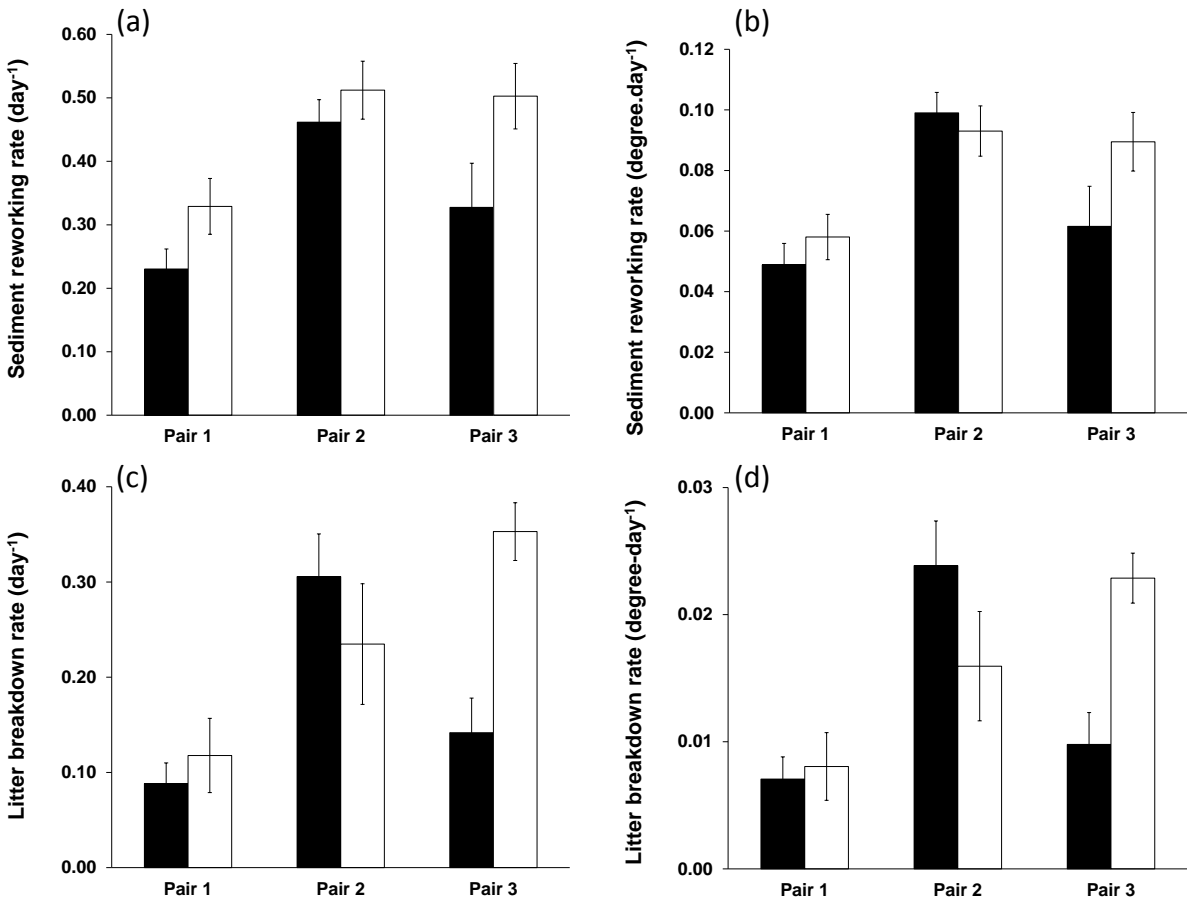 (a)
Sediment reworking rate (day⁻¹)
0.60
0.50
0.40
0.30
0.20
0.10
0.00
Pair 1 Pair 2 Pair 3
(b)
Sediment reworking rate (degree.day⁻¹)
0.12
0.10
0.08
0.06
0.04
0.02
0.00
Pair 1 Pair 2 Pair 3
(c)
Litter breakdown rate (day⁻¹)
0.40
0.30
0.20
0.10
0.00
Pair 1 Pair 2 Pair 3
(d)
Litter breakdown rate (degree-day⁻¹)
0.03
0.02
0.01
0.00
Pair 1 Pair 2 Pair 3